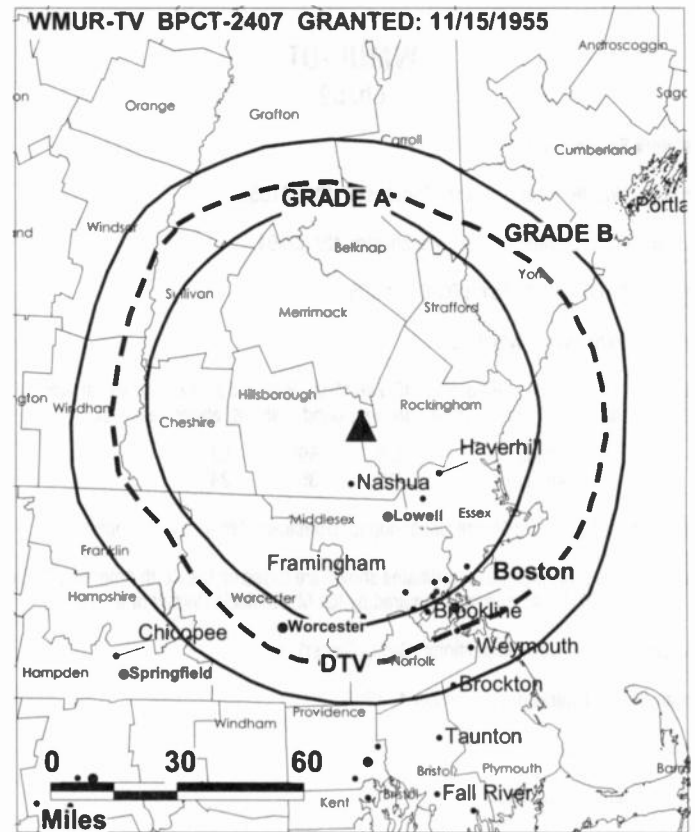 WMUR-TV BPCT-2407 GRANTED: 11/15/1955
Androscoggin
Orange
Grafton
Carroll
Cumberland
GRADE A
Windsor
GRADE B
Belknap
Sullivan
Strafford
Merrimack
Hillsborough
Rockingham
Windham
Cheshire
Haverhill
Nashua
Middlesex
Lowell
Essex
Franklin
Framingham
Boston
Hampshire
Worcester
Brookline
Worcester
Chicopee
DTV
Norfolk
Weymouth
Hampden
Springfield
Brockton
Providence
Windham
Taunton
0 30 60
Bristol
Plymouth
Kent
Bristol
Fall River
Miles